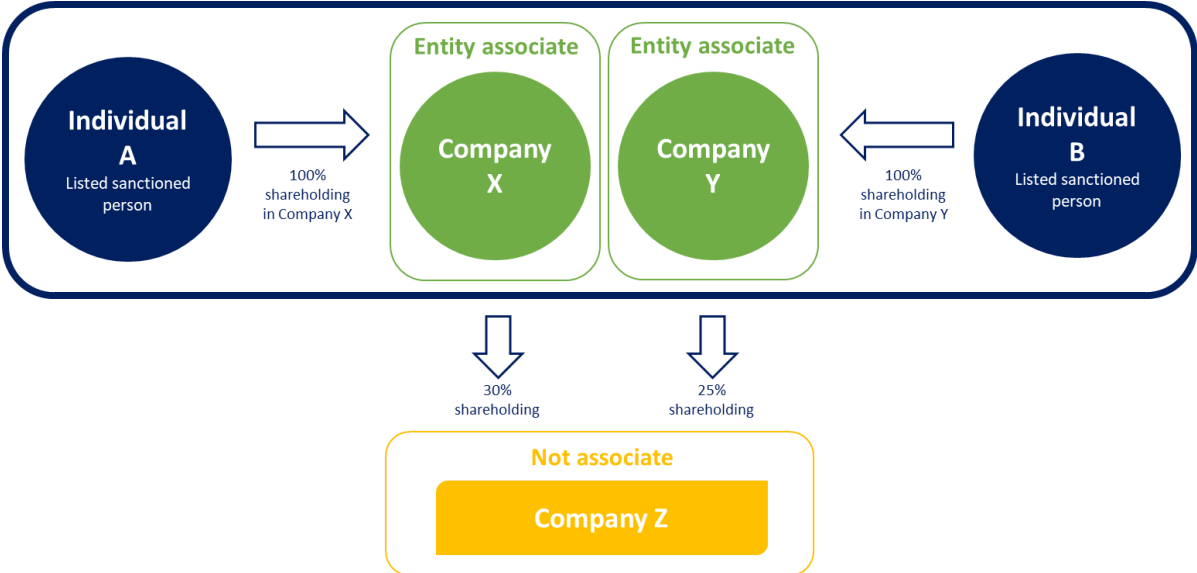 Individual
A
Listed sanctioned
person
100%
shareholding
in Company X
Entity associate
Company
X
Entity associate
Company
Y
100%
shareholding
in Company Y
Individual
B
Listed sanctioned
person
30%
shareholding
25%
shareholding
Not associate
Company Z